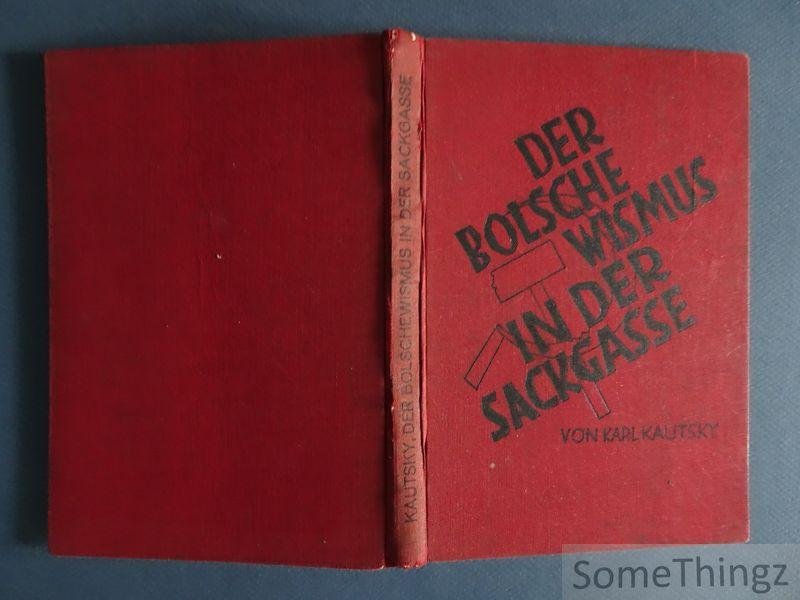 KAUTSKY, DER BOLSCHEWISMUS IN DER SACKGASSE
DER
BOLSCHE
WISMUS
IN DER
SACKGASSE
VON KARL KAUTSKY
SomeThingz